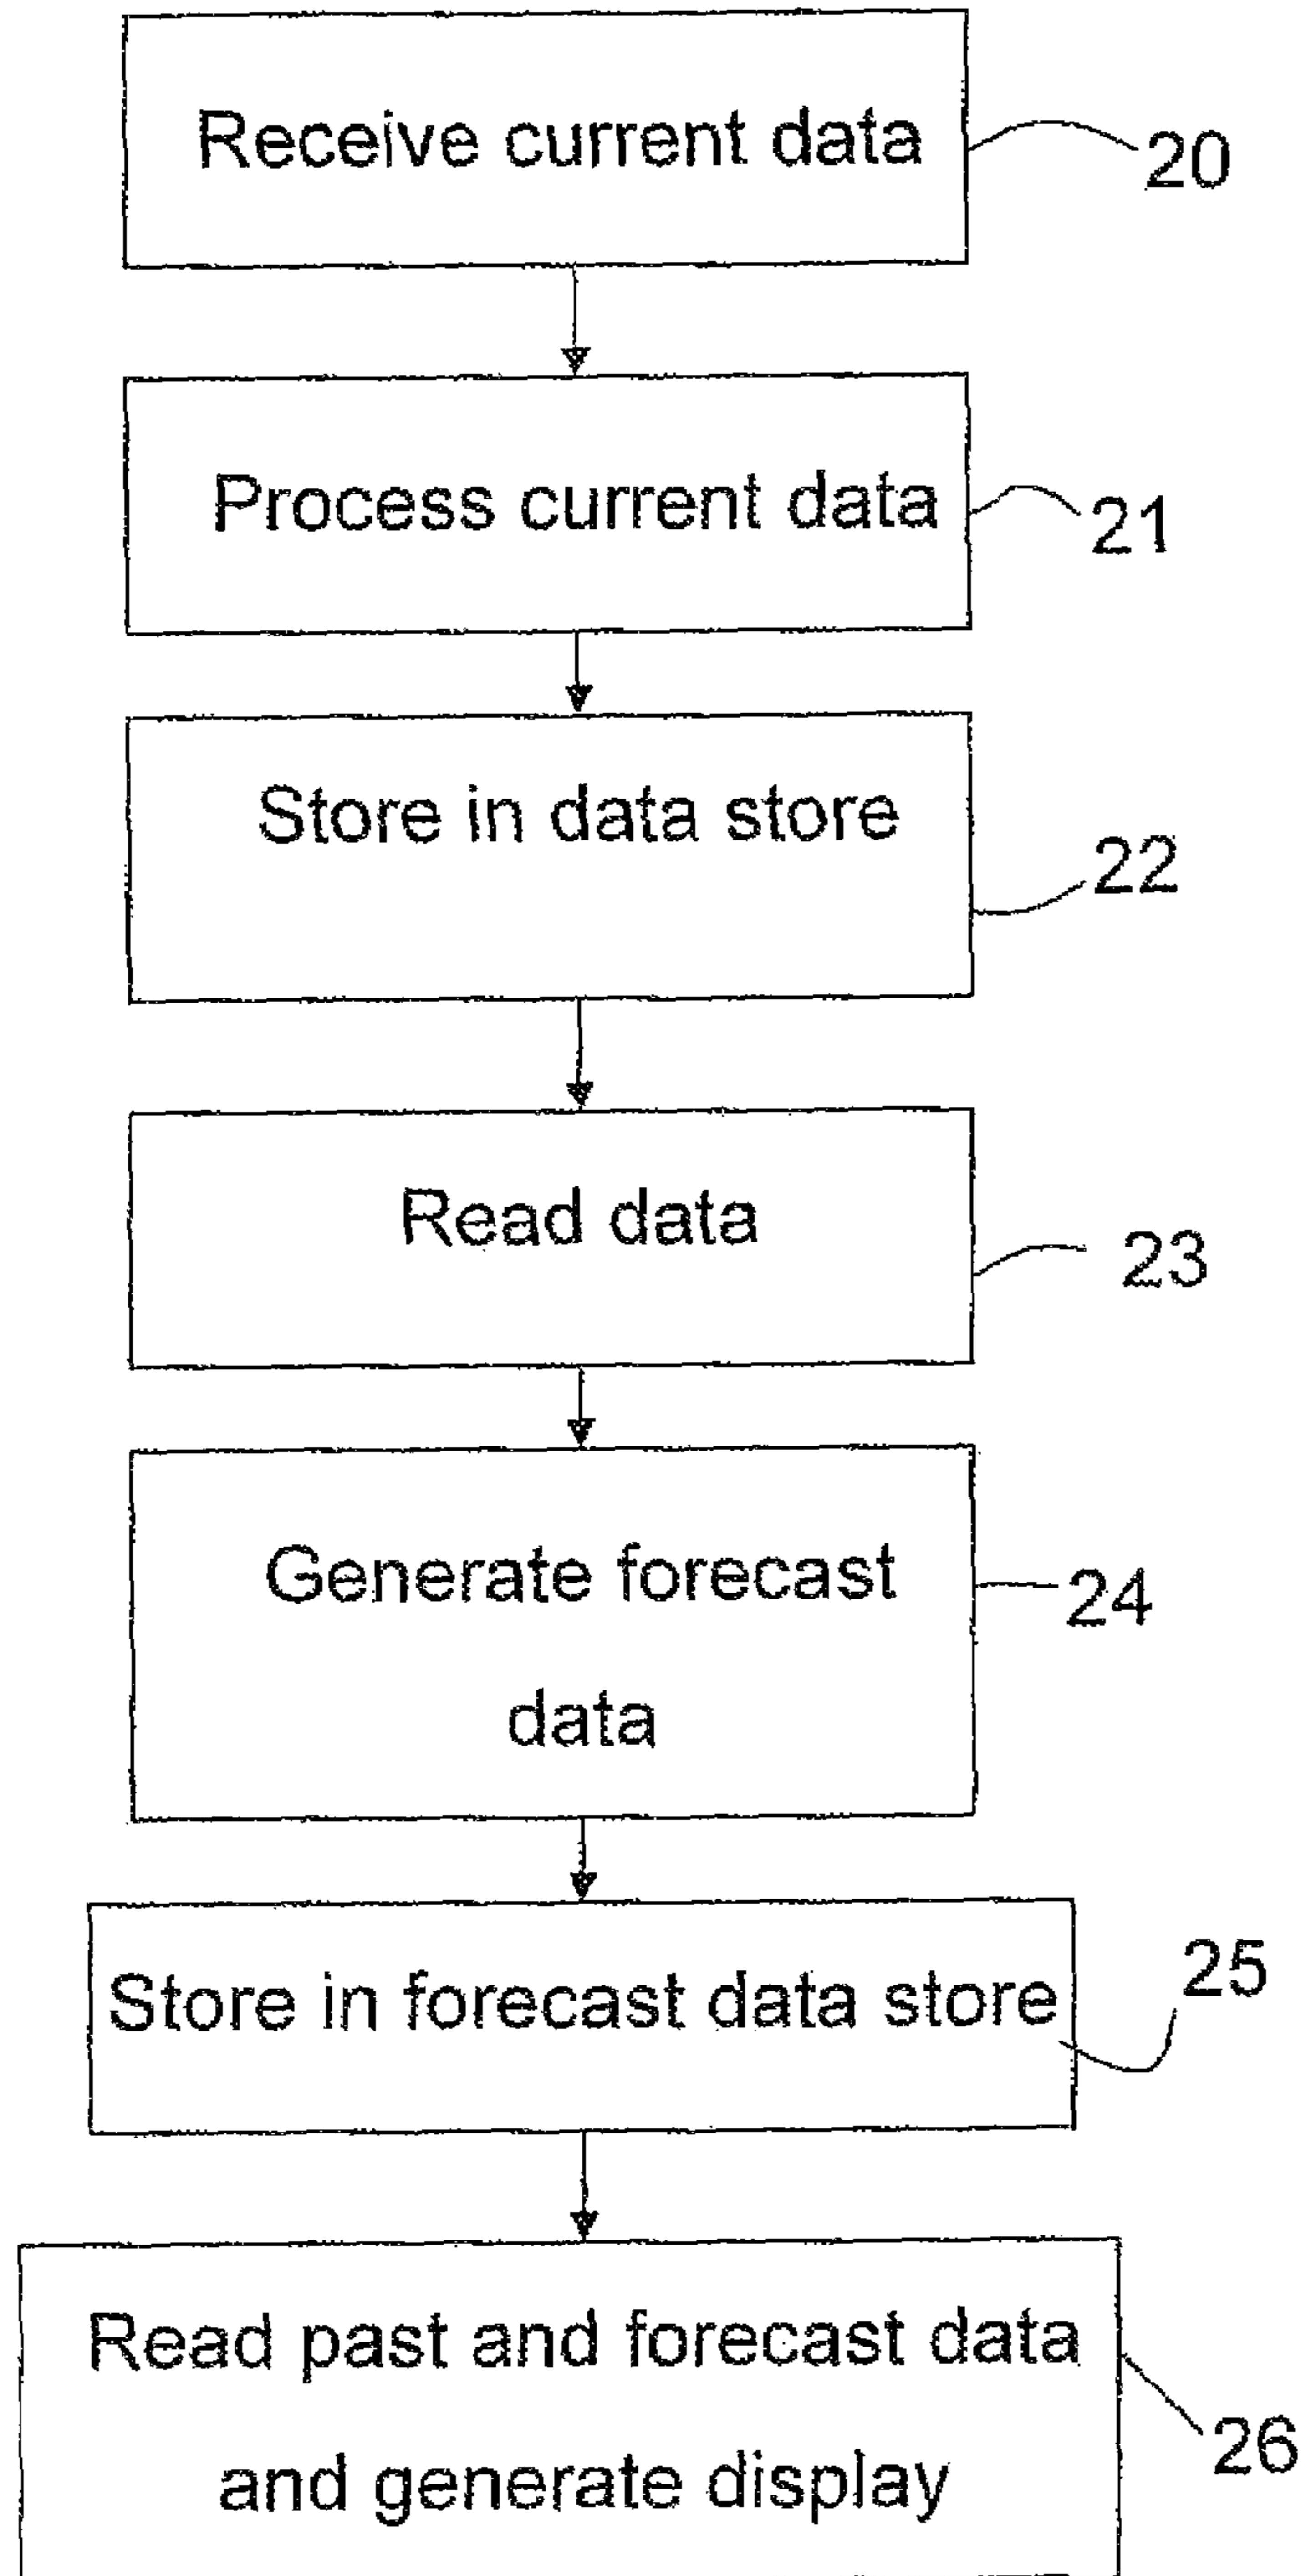 Receive current data
20
Process current data
21
Store in data store
22
Read data
23
Generate forecast
data
24
Store in forecast data store
25
Read past and forecast data
and generate display
26